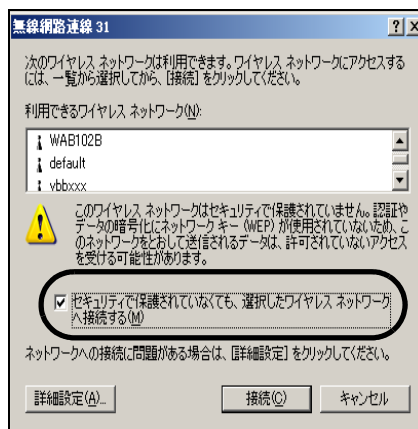 無線網路連線 31
次のワイヤレス ネットワークは利用できます。ワイヤレス ネットワークにアクセスする
には、一覧から選択してから、[接続] をクリックしてください。
利用できるワイヤレス ネットワーク(N):
WAB102B
default
vbbxxx
このワイヤレス ネットワークはセキュリティで保護されていません。認証や
データの暗号化にネットワーク キー (WEP) が使用されていないため、こ
のネットワークをとおして送信されるデータは、許可されていないアクセス
を受ける可能性があります。
セキュリティで保護されていなくても、選択したワイヤレス ネットワーク
へ接続する(M)
ネットワークへの接続に問題がある場合は、[詳細設定] をクリックしてください。
詳細設定(A)... 接続(C) キャンセル